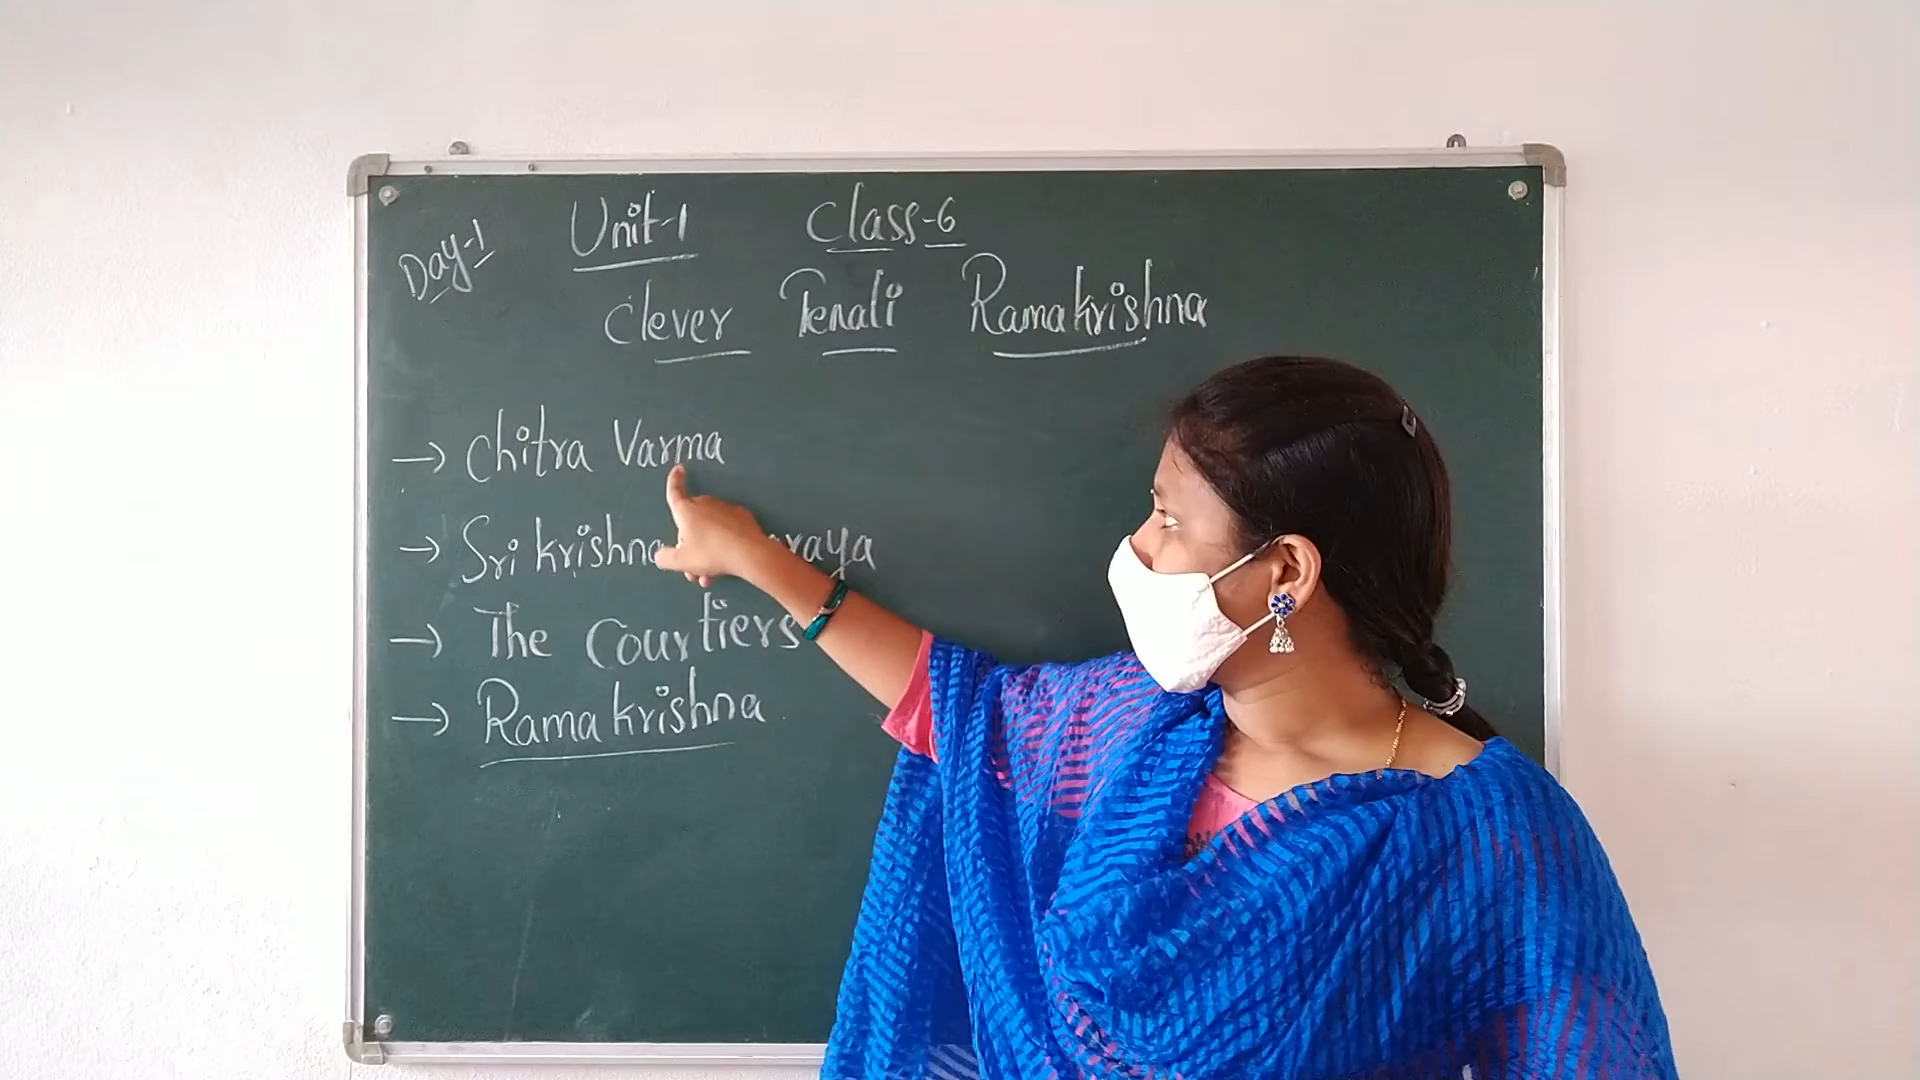 Day-1 Unit-1 Class-6
Clever Tenali Ramakrishna
→ Chitra Varma
→ Sri krishna
→ The Courtiers
→ Ramakrishna